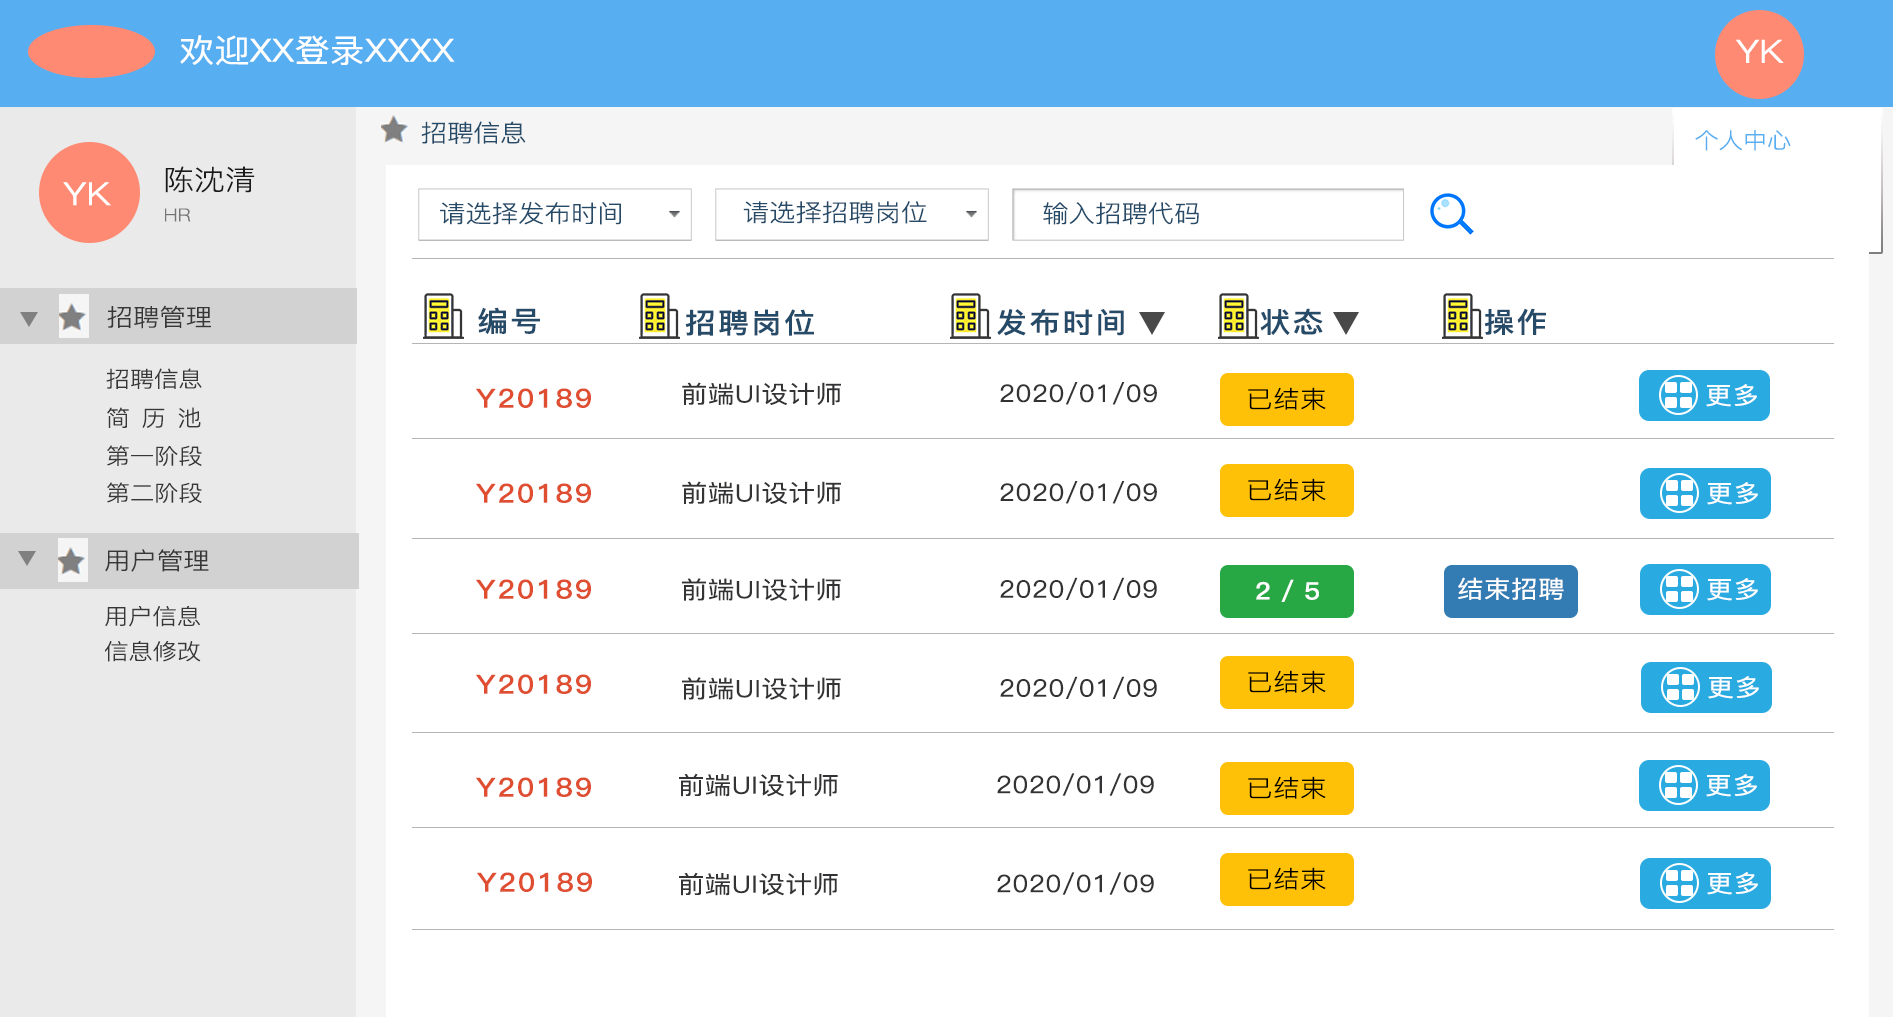 欢迎XX登录XXXX
YK
YK
陈沈清
HR
招聘管理
招聘信息
简 历 池
第一阶段
第二阶段
用户管理
用户信息
信息修改
招聘信息
个人中心
请选择发布时间
请选择招聘岗位
输入招聘代码
编号 招聘岗位 发布时间 状态 操作
Y20189 前端UI设计师 2020/01/09 已结束 更多
Y20189 前端UI设计师 2020/01/09 已结束 更多
Y20189 前端UI设计师 2020/01/09 2 / 5 结束招聘 更多
Y20189 前端UI设计师 2020/01/09 已结束 更多
Y20189 前端UI设计师 2020/01/09 已结束 更多
Y20189 前端UI设计师 2020/01/09 已结束 更多